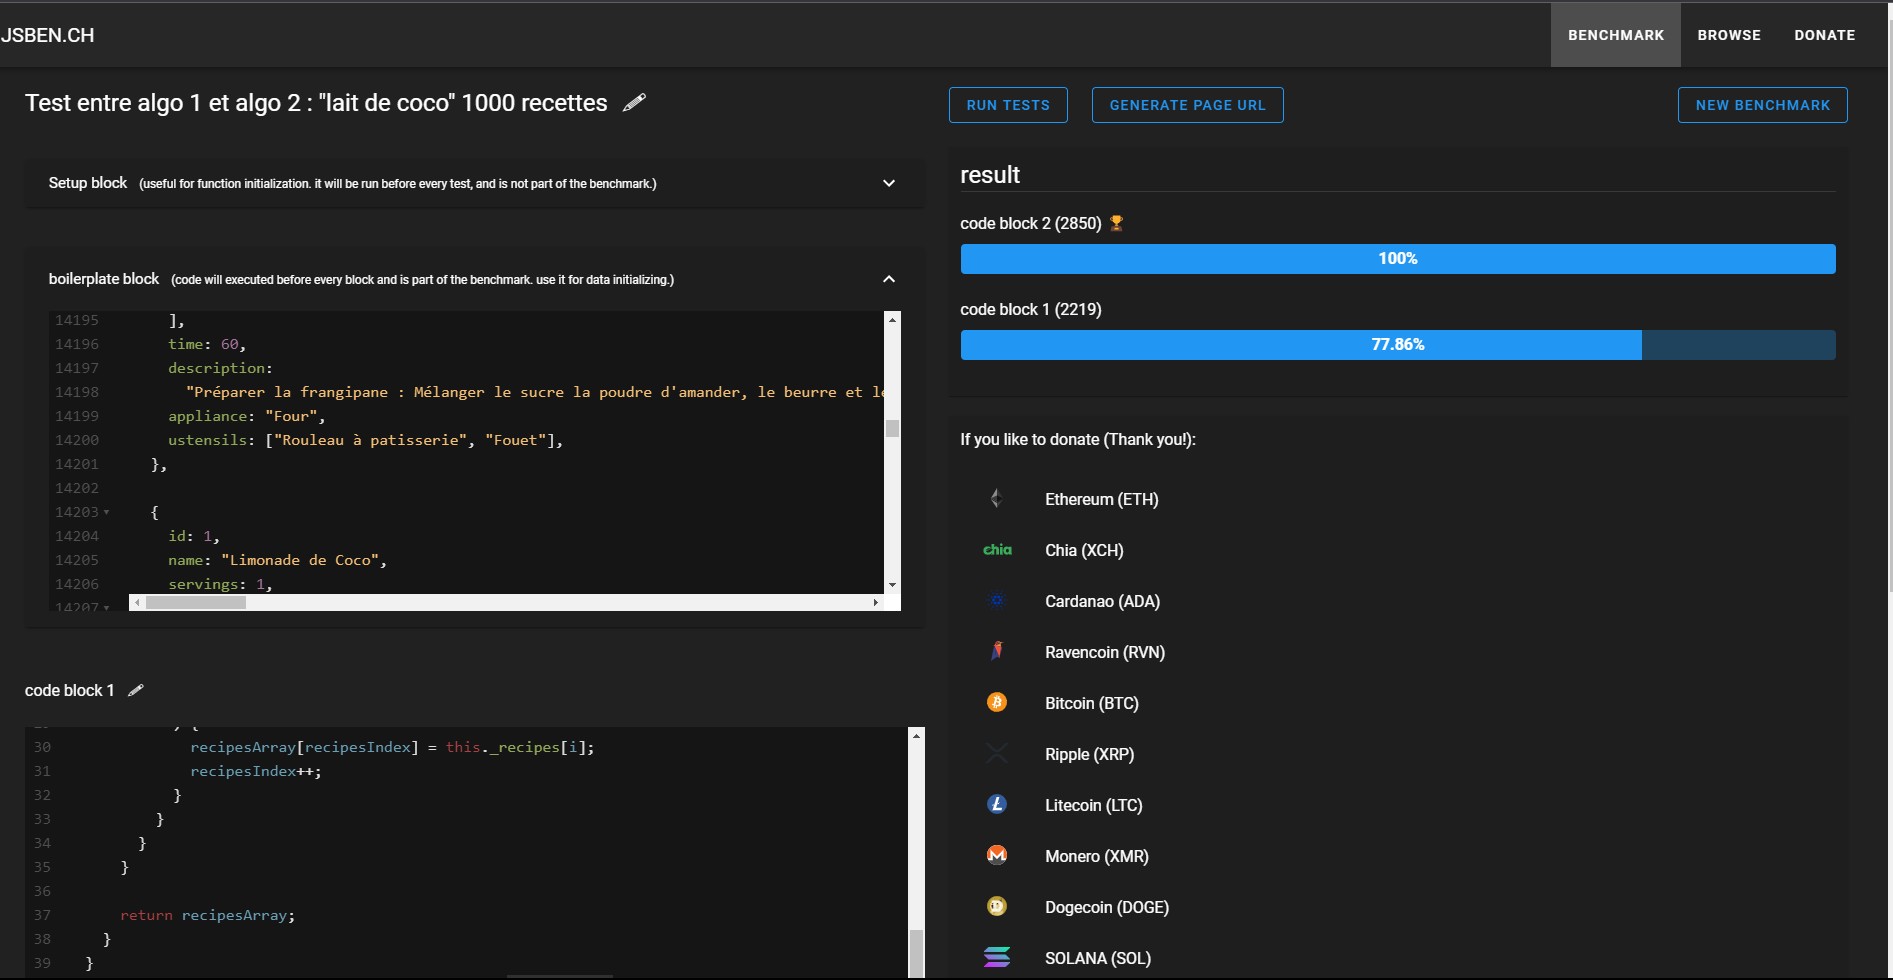 JSBEN.CH
BENCHMARK
BROWSE
DONATE
Test entre algo 1 et algo 2 : "lait de coco" 1000 recettes
RUN TESTS
GENERATE PAGE URL
NEW BENCHMARK
Setup block (useful for function initialization. it will be run before every test, and is not part of the benchmark.)
boilerplate block (code will executed before every block and is part of the benchmark. use it for data initializing.)
14195 ],
14196 time: 60,
14197 description:
14198 "Préparer la frangipane : Mélanger le sucre la poudre d'amander, le beurre et le
14199 appliance: "Four",
14200 ustensils: ["Rouleau à patisserie", "Fouet"],
14201 },
14202
14203 {
14204 id: 1,
14205 name: "Limonade de Coco",
14206 servings: 1,
14207
code block 1
30 recipesArray[recipesIndex] = this._recipes[i];
31 recipesIndex++;
32 }
33 }
34 }
35 }
36
37 return recipesArray;
38 }
39 }
result
code block 2 (2850)
100%
code block 1 (2219)
77.86%
If you like to donate (Thank you!):
Ethereum (ETH)
chia
Chia (XCH)
Cardanao (ADA)
Ravencoin (RVN)
Bitcoin (BTC)
Ripple (XRP)
Litecoin (LTC)
Monero (XMR)
Dogecoin (DOGE)
SOLANA (SOL)